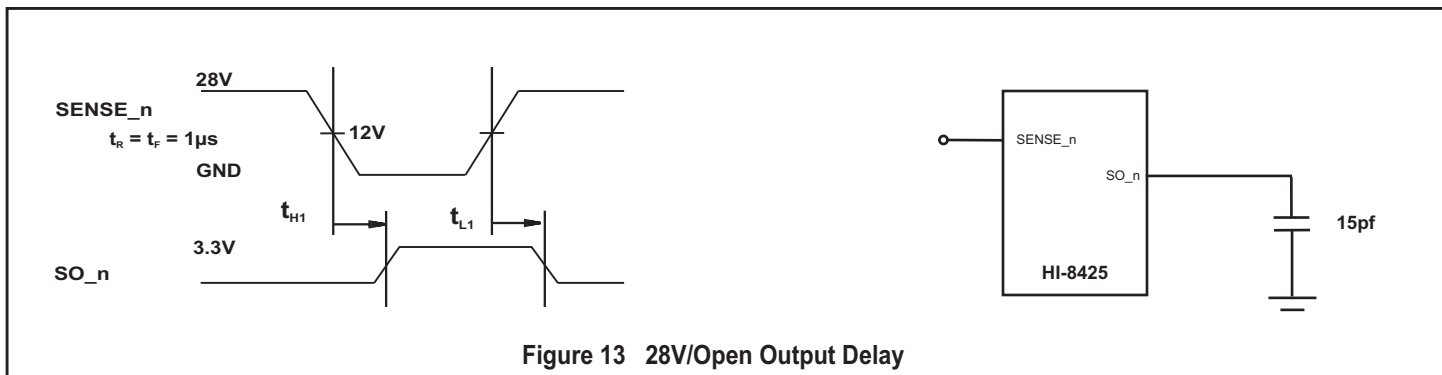 28V
SENSE_n
tR = tF = 1µs
12V
GND
tH1
tL1
3.3V
SO_n
SENSE_n
SO_n
15pf
HI-8425
Figure 13 28V/Open Output Delay